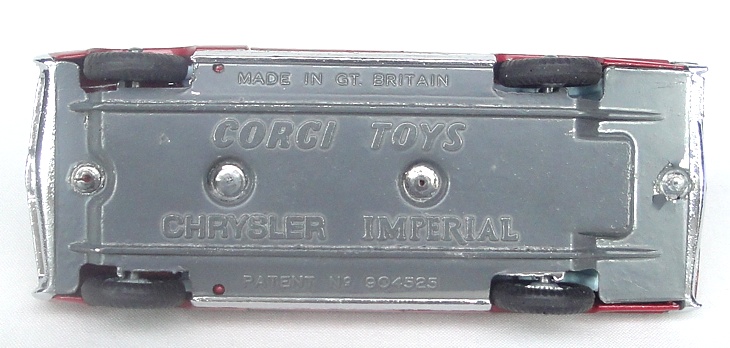 MADE IN GT. BRITAIN
CORGI TOYS
CHRYSLER IMPERIAL
PATENT Nº 904525